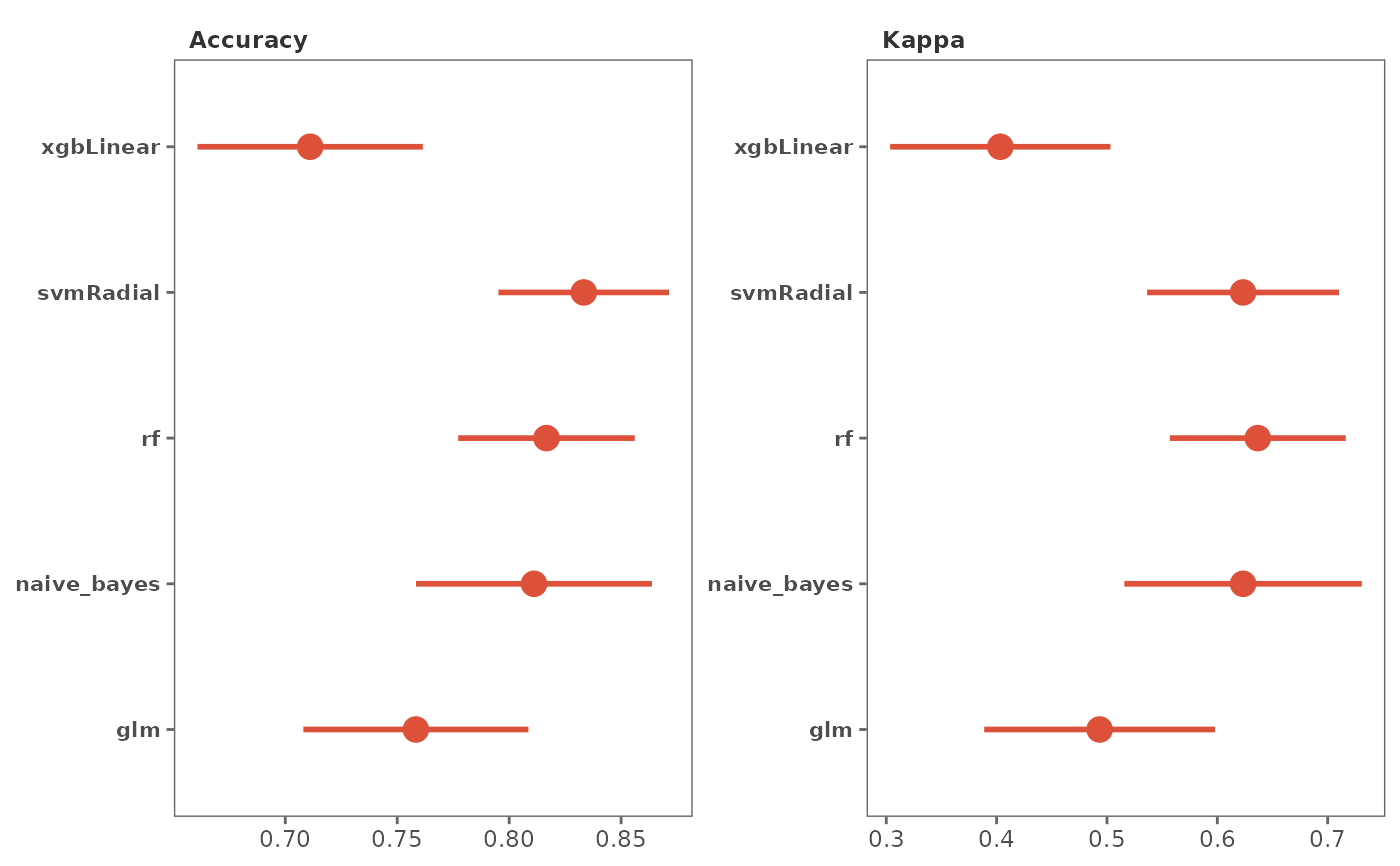 Accuracy
xgbLinear
svmRadial
rf
naive_bayes
glm
0.70 0.75 0.80 0.85
Kappa
xgbLinear
svmRadial
rf
naive_bayes
glm
0.3 0.4 0.5 0.6 0.7